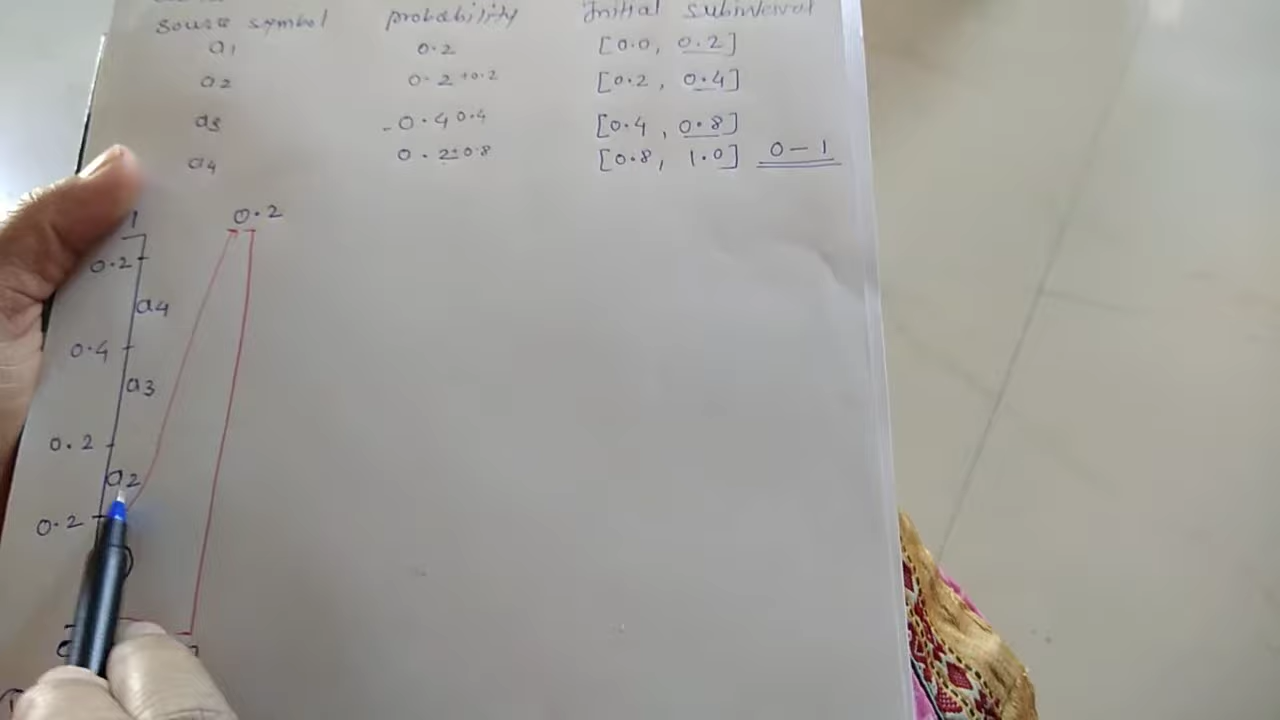 Source symbol probability Initial subinterval
a1 0.2 [0.0, 0.2]
a2 0.2+0.2 [0.2, 0.4]
a3 0.4 0.4 [0.4, 0.8]
a4 0.2+0.8 [0.8, 1.0] 0-1
1 0.2
0.2
a4
0.4
a3
0.2
a2
0.2